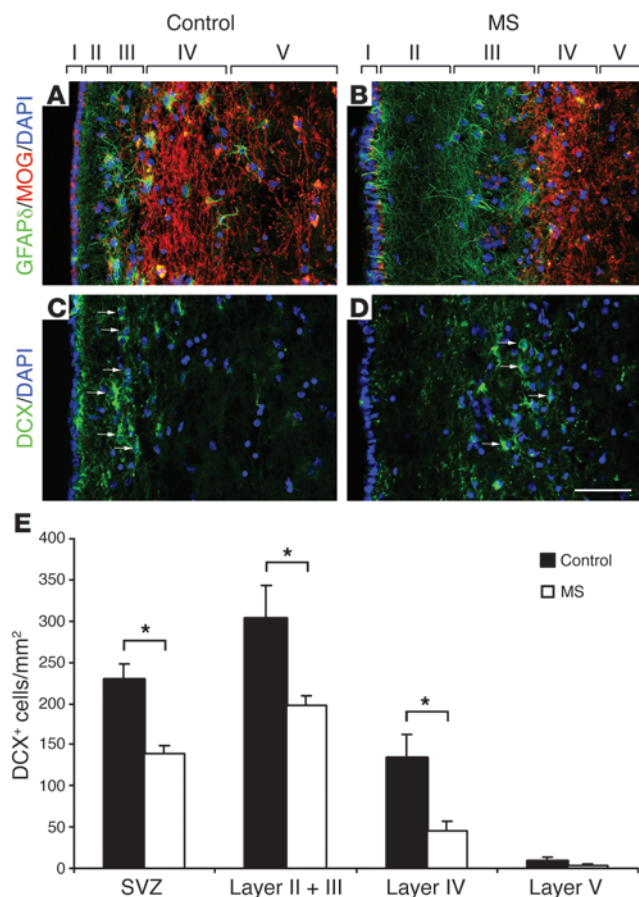 Control MS
I II III IV V I II III IV V
A B
GFAPδ/MOG/DAPI
C D
DCX/DAPI
E
400
350
300
250
200
150
100
50
0
DCX⁺ cells/mm²
* * *
Control
MS
SVZ Layer II + III Layer IV Layer V